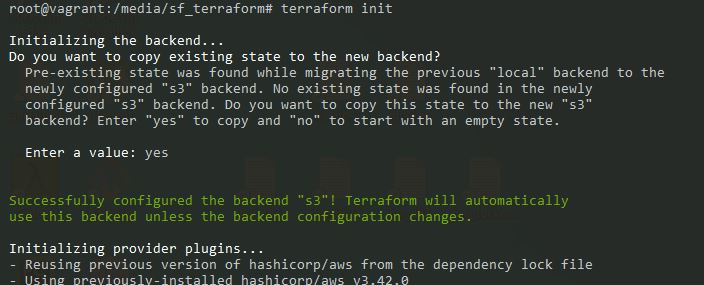 root@vagrant:/media/sf_terraform# terraform init
Initializing the backend...
Do you want to copy existing state to the new backend?
Pre-existing state was found while migrating the previous "local" backend to the
newly configured "s3" backend. No existing state was found in the newly
configured "s3" backend. Do you want to copy this state to the new "s3"
backend? Enter "yes" to copy and "no" to start with an empty state.
Enter a value: yes
Successfully configured the backend "s3"! Terraform will automatically
use this backend unless the backend configuration changes.
Initializing provider plugins...
- Reusing previous version of hashicorp/aws from the dependency lock file
- Using previously-installed hashicorp/aws v3.42.0